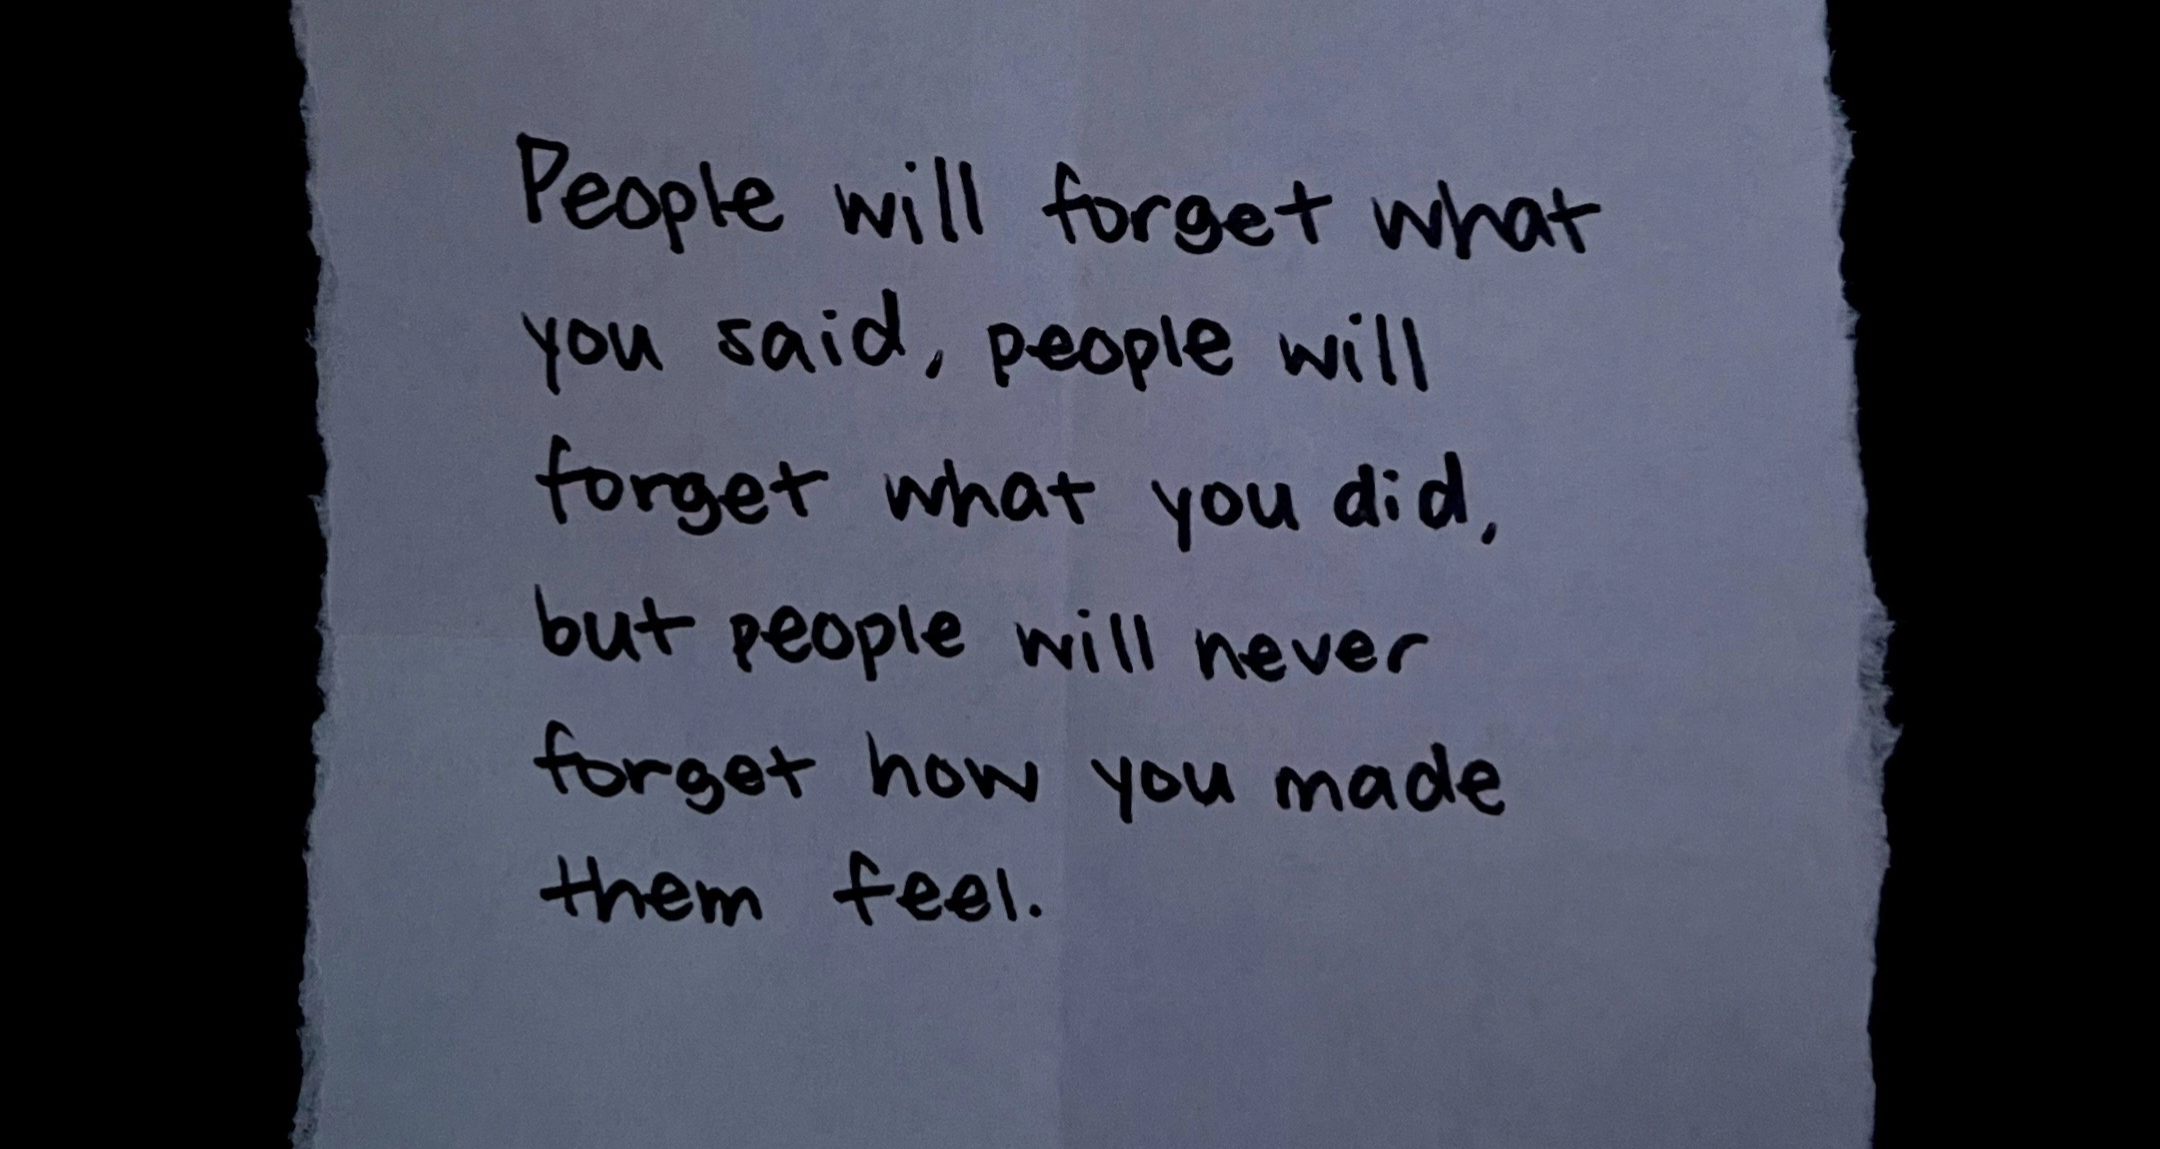 People will forget what
you said, people will
forget what you did,
but people will never
forget how you made
them feel.